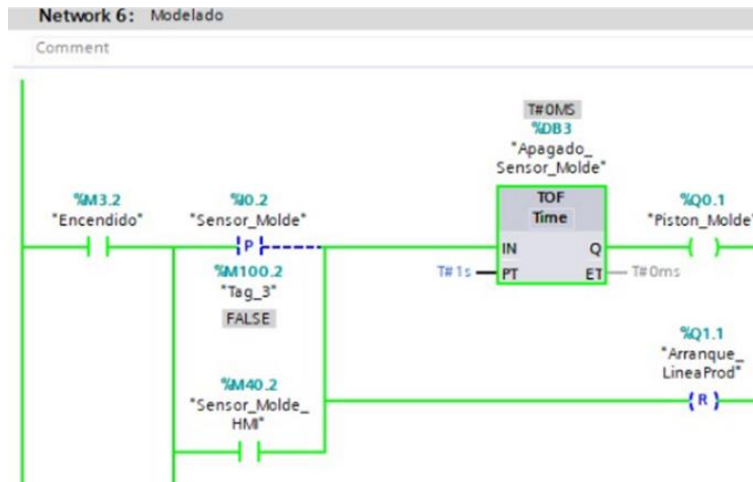 Network 6: Modelado
Comment
T#0MS
%DB3
"Apagado_
Sensor_Molde"
%M3.2
"Encendido"
%I0.2
"Sensor_Molde"
P
%M100.2
"Tag_3"
FALSE
TOF
Time
IN
Q
T#1s
PT
ET
T#0ms
%Q0.1
"Piston_Molde"
%M40.2
"Sensor_Molde_
HMI"
%Q1.1
"Arranque_
LineaProd"
R